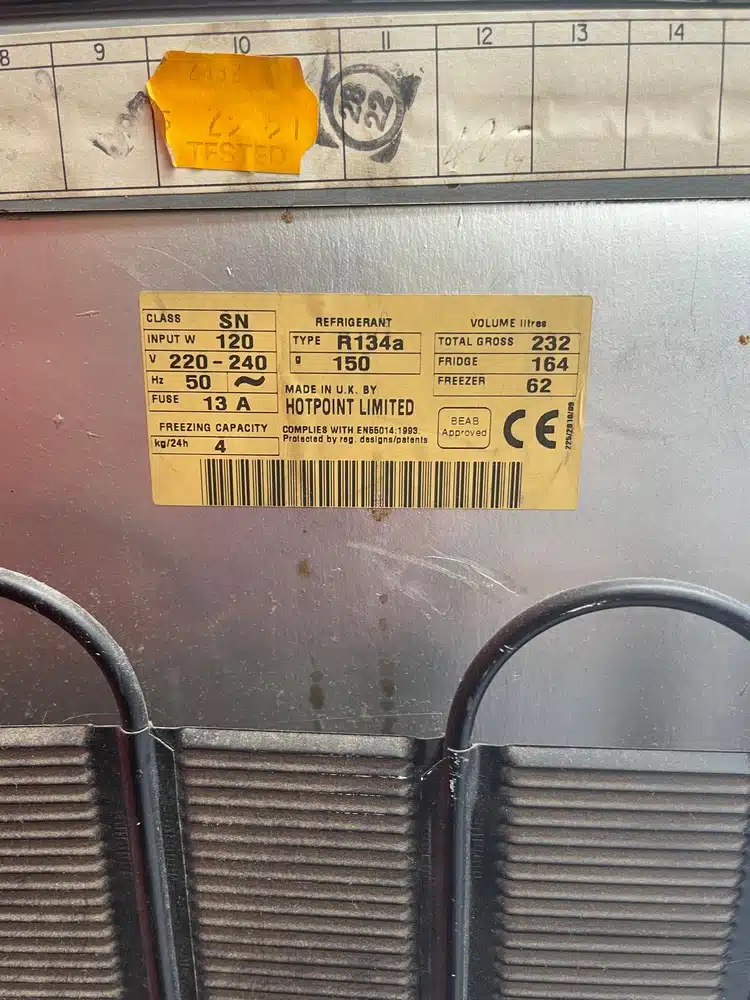 8 9 10 11 12 13 14
TESTED
28
22
CLASS SN
INPUT W 120
V 220 - 240
Hz 50 ~
FUSE 13 A
FREEZING CAPACITY
kg/24h 4
REFRIGERANT
TYPE R134a
g 150
MADE IN U.K. BY
HOTPOINT LIMITED
COMPLIES WITH EN55014:1993
Protected by reg. designs/patents
VOLUME litres
TOTAL GROSS 232
FRIDGE 164
FREEZER 62
BEAB
Approved
CE